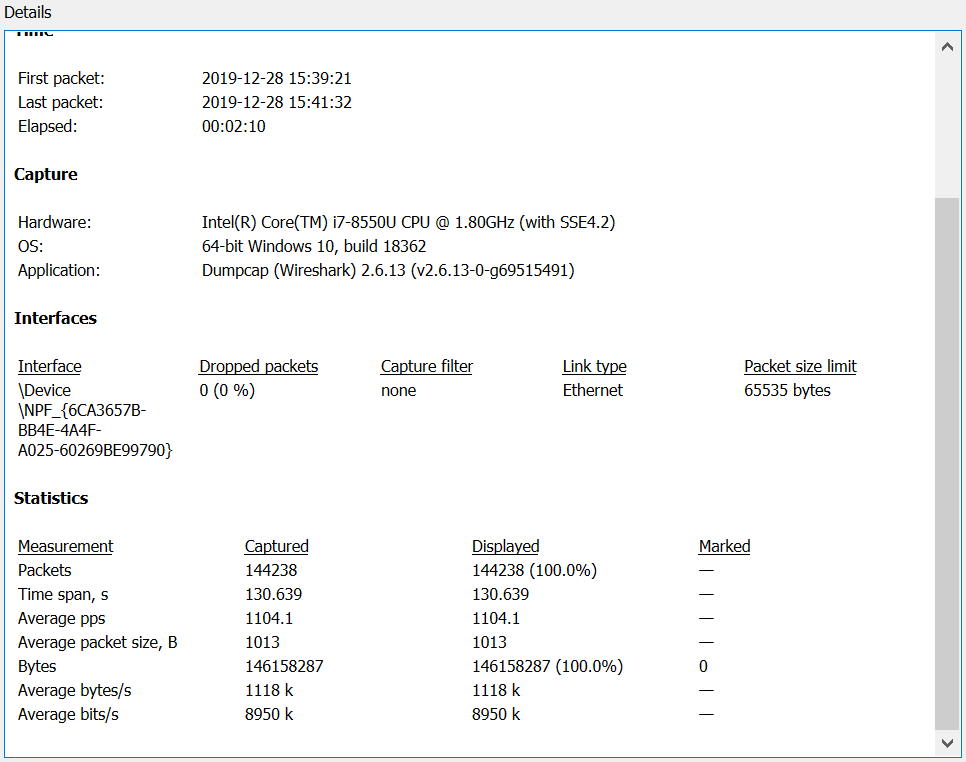 Details
Time
First packet: 2019-12-28 15:39:21
Last packet: 2019-12-28 15:41:32
Elapsed: 00:02:10
Capture
Hardware: Intel(R) Core(TM) i7-8550U CPU @ 1.80GHz (with SSE4.2)
OS: 64-bit Windows 10, build 18362
Application: Dumpcap (Wireshark) 2.6.13 (v2.6.13-0-g69515491)
Interfaces
Interface Dropped packets Capture filter Link type Packet size limit
\Device 0 (0 %) none Ethernet 65535 bytes
\NPF_{6CA3657B-
BB4E-4A4F-
A025-60269BE99790}
Statistics
Measurement Captured Displayed Marked
Packets 144238 144238 (100.0%) —
Time span, s 130.639 130.639 —
Average pps 1104.1 1104.1 —
Average packet size, B 1013 1013 —
Bytes 146158287 146158287 (100.0%) 0
Average bytes/s 1118 k 1118 k —
Average bits/s 8950 k 8950 k —